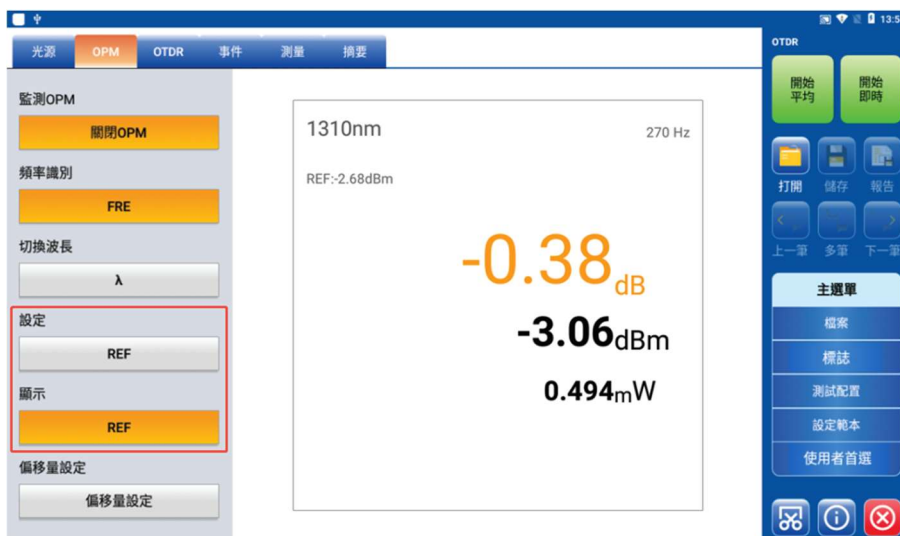 13:5
光源
OPM
OTDR
事件
測量
摘要
監測OPM
關閉OPM
頻率識別
FRE
切換波長
λ
設定
REF
顯示
REF
偏移量設定
偏移量設定
1310nm
270 Hz
REF:-2.68dBm
-0.38dB
-3.06dBm
0.494mW
OTDR
開始
平均
開始
即時
打開
儲存
報告
上一筆
多筆
下一筆
主選單
檔案
標誌
測試配置
設定範本
使用者首選